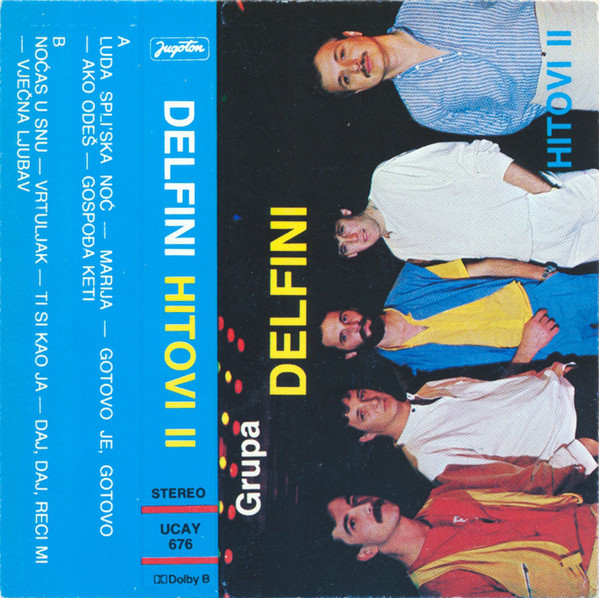 A
LUDA SPLI'SKA NOĆ — MARIJA — GOTOVO JE, GOTOVO
— AKO ODEŠ — GOSPOĐA KETI
B
NOĆAS U SNU — VRTULJAK — TI SI KAO JA — DAJ, DAJ, RECI MI
— VJEČNA LJUBAV
Jugoton
DELFINI HITOVI II
STEREO
UCAY
676
DD Dolby B
Grupa
DELFINI
HITOVI II